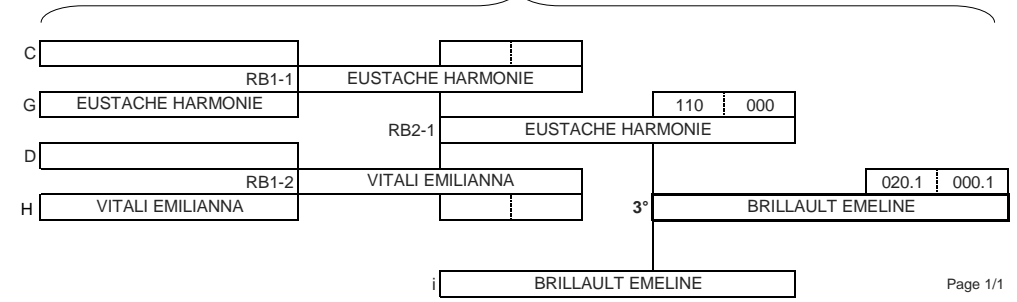 C
RB1-1 EUSTACHE HARMONIE
G EUSTACHE HARMONIE 110 000
RB2-1 EUSTACHE HARMONIE
D
RB1-2 VITALI EMILIANNA 020.1 000.1
H VITALI EMILIANNA 3° BRILLAULT EMELINE
i BRILLAULT EMELINE Page 1/1